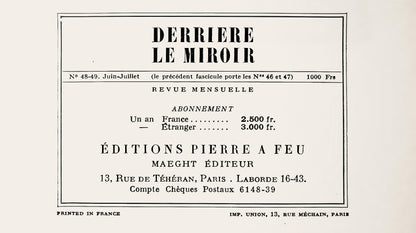 DERRIERE
LE MIROIR
N° 48-49. Juin-Juillet (le précédent fascicule porte les Nos 46 et 47) 1000 Frs
REVUE MENSUELLE
ABONNEMENT
Un an France......... 2.500 fr.
— Étranger ....... 3.000 fr.
ÉDITIONS PIERRE A FEU
MAEGHT ÉDITEUR
13, RUE DE TÉHÉRAN, PARIS . LABORDE 16-43.
Compte Chèques Postaux 6148-39
PRINTED IN FRANCE IMP. UNION, 13, RUE MÉCHAIN, PARIS